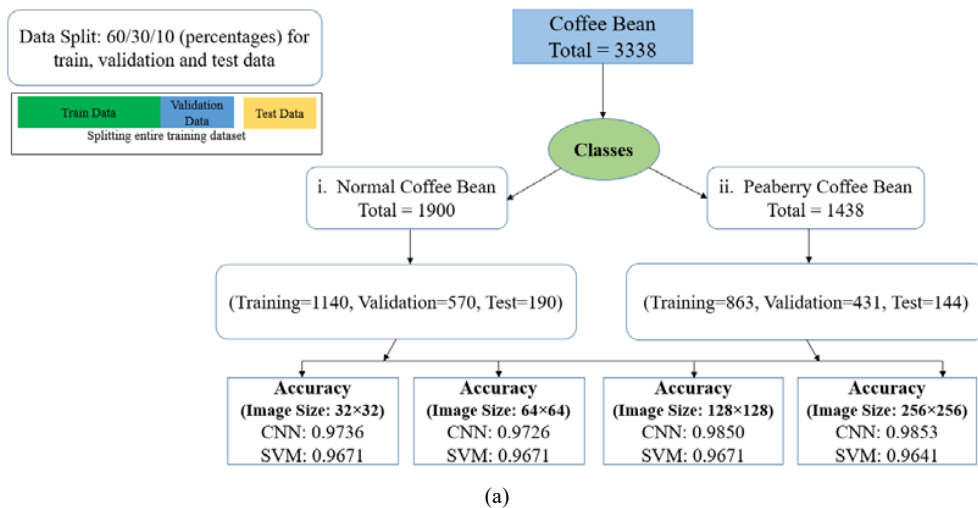 Data Split: 60/30/10 (percentages) for
train, validation and test data
Train Data
Validation
Data
Test Data
Splitting entire training dataset
Coffee Bean
Total = 3338
Classes
i. Normal Coffee Bean
Total = 1900
ii. Peaberry Coffee Bean
Total = 1438
(Training=1140, Validation=570, Test=190)
(Training=863, Validation=431, Test=144)
Accuracy
(Image Size: 32×32)
CNN: 0.9736
SVM: 0.9671
Accuracy
(Image Size: 64×64)
CNN: 0.9726
SVM: 0.9671
Accuracy
(Image Size: 128×128)
CNN: 0.9850
SVM: 0.9671
Accuracy
(Image Size: 256×256)
CNN: 0.9853
SVM: 0.9641
(a)